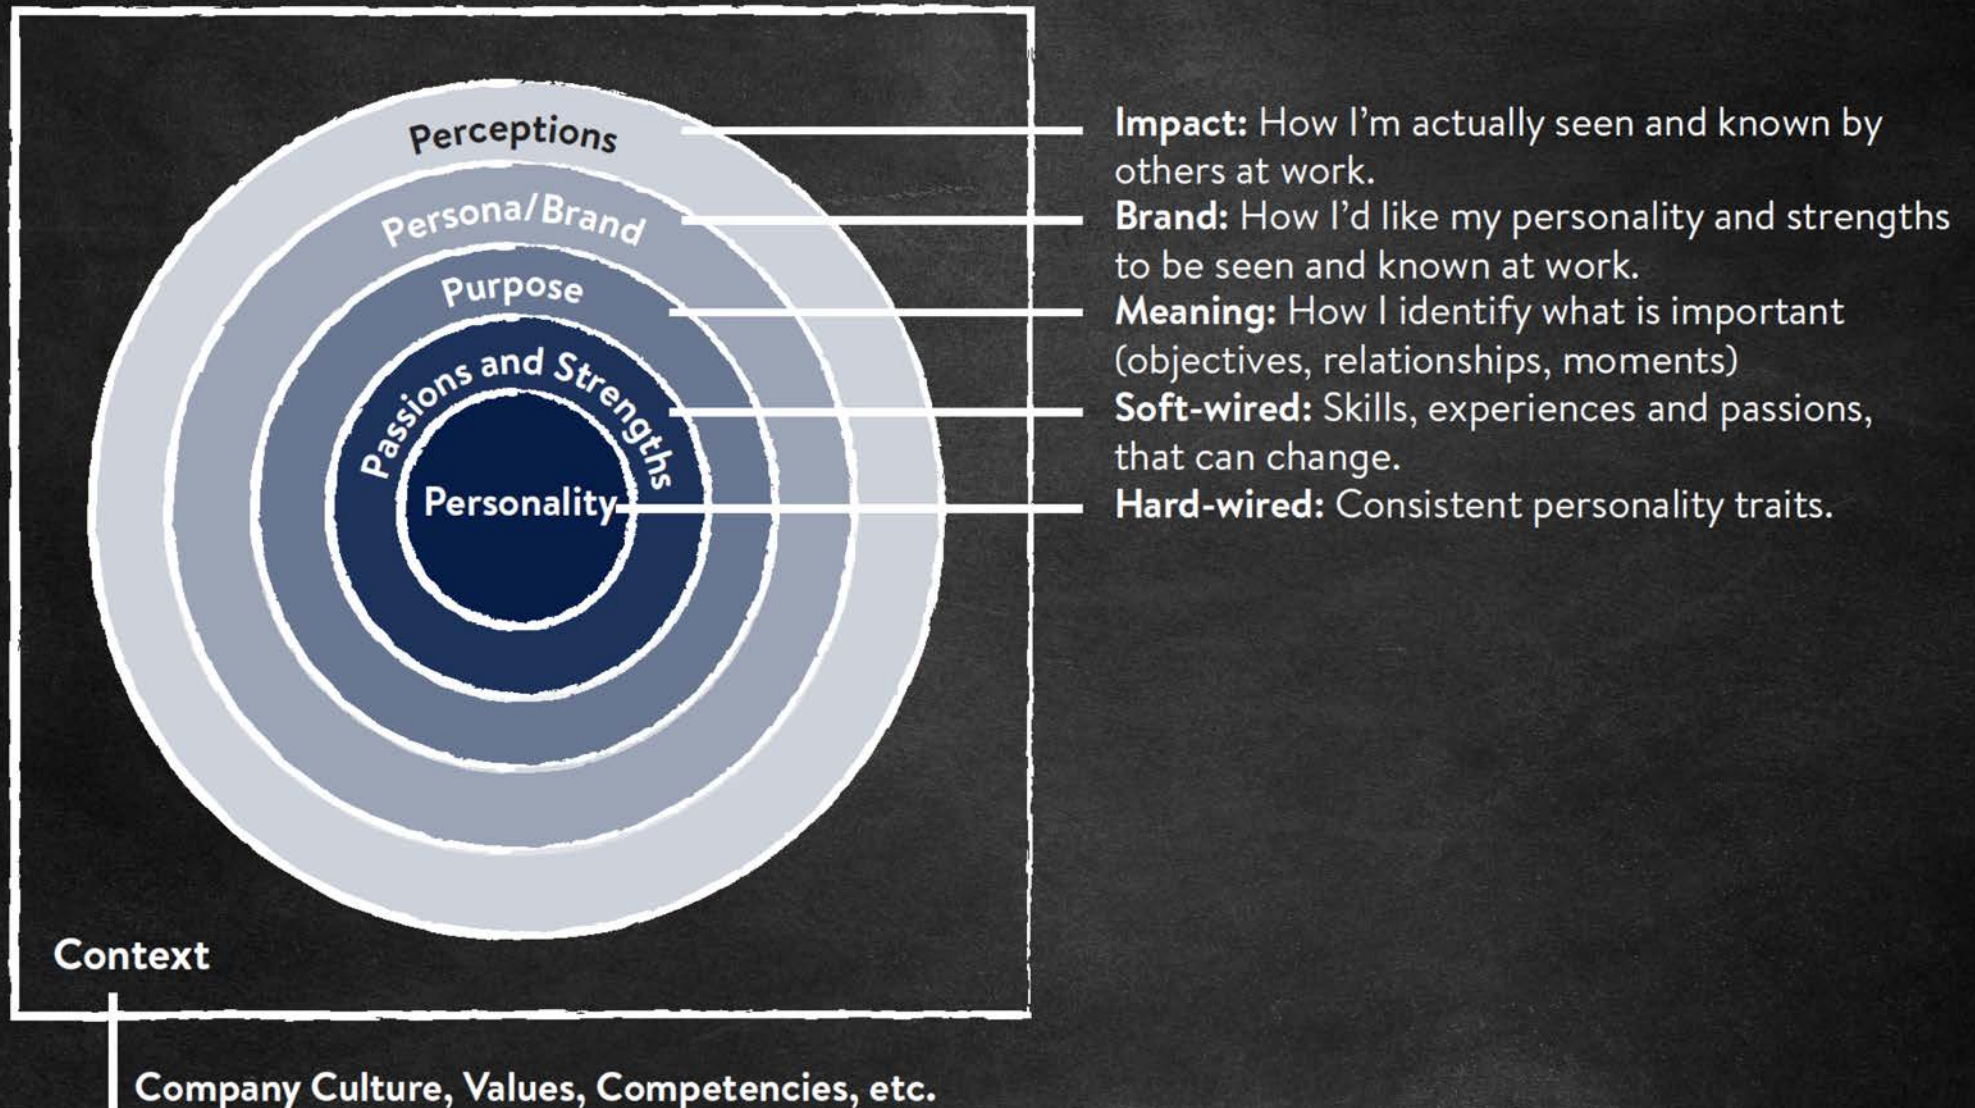 Perceptions
Persona/Brand
Purpose
Passions and Strengths
Personality
Impact: How I’m actually seen and known by
others at work.
Brand: How I’d like my personality and strengths
to be seen and known at work.
Meaning: How I identify what is important
(objectives, relationships, moments)
Soft-wired: Skills, experiences and passions,
that can change.
Hard-wired: Consistent personality traits.
Context
Company Culture, Values, Competencies, etc.